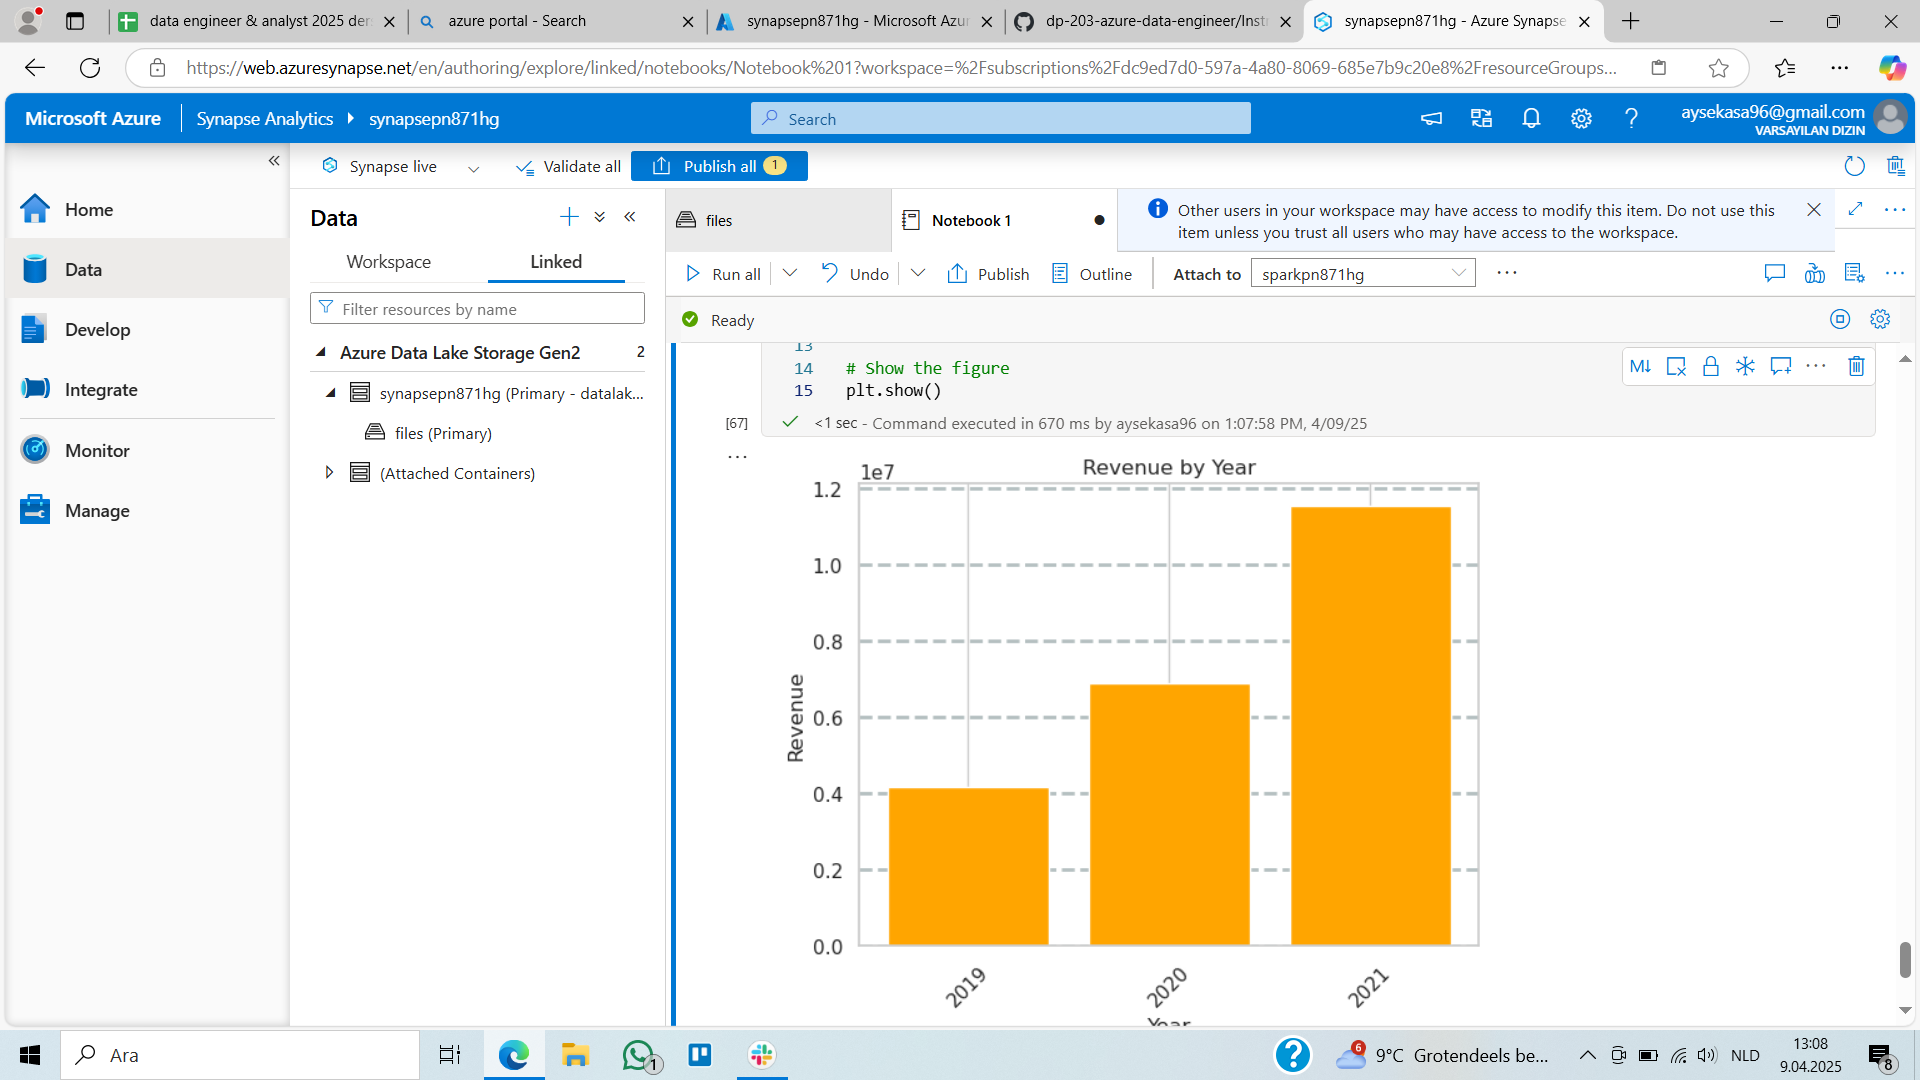 data engineer & analyst 2025 der
azure portal - Search
synapsepn871hg - Microsoft Azur
dp-203-azure-data-engineer/Instr
synapsepn871hg - Azure Synapse
https://web.azuresynapse.net/en/authoring/explore/linked/notebooks/Notebook%201?workspace=%2Fsubscriptions%2Fdc9ed7d0-597a-4a80-8069-685e7b9c20e8%2FresourceGroups...
Microsoft Azure
Synapse Analytics
synapsepn871hg
Search
aysekasa96@gmail.com
VARSAYILAN DIZIN
Synapse live
Validate all
Publish all 1
Home
Data
Develop
Integrate
Monitor
Manage
Data
Workspace
Linked
Filter resources by name
Azure Data Lake Storage Gen2 2
synapsepn871hg (Primary - datalak...
files (Primary)
(Attached Containers)
files
Notebook 1
Other users in your workspace may have access to modify this item. Do not use this
item unless you trust all users who may have access to the workspace.
Run all
Undo
Publish
Outline
Attach to
sparkpn871hg
Ready
13
14 # Show the figure
15 plt.show()
M↓
[67]
<1 sec - Command executed in 670 ms by aysekasa96 on 1:07:58 PM, 4/09/25
1e7
Revenue by Year
1.2
1.0
0.8
0.6
0.4
0.2
0.0
Revenue
2019
2020
2021
Year
Ara
1
6
9°C Grotendeels be...
NLD
13:08
9.04.2025
8